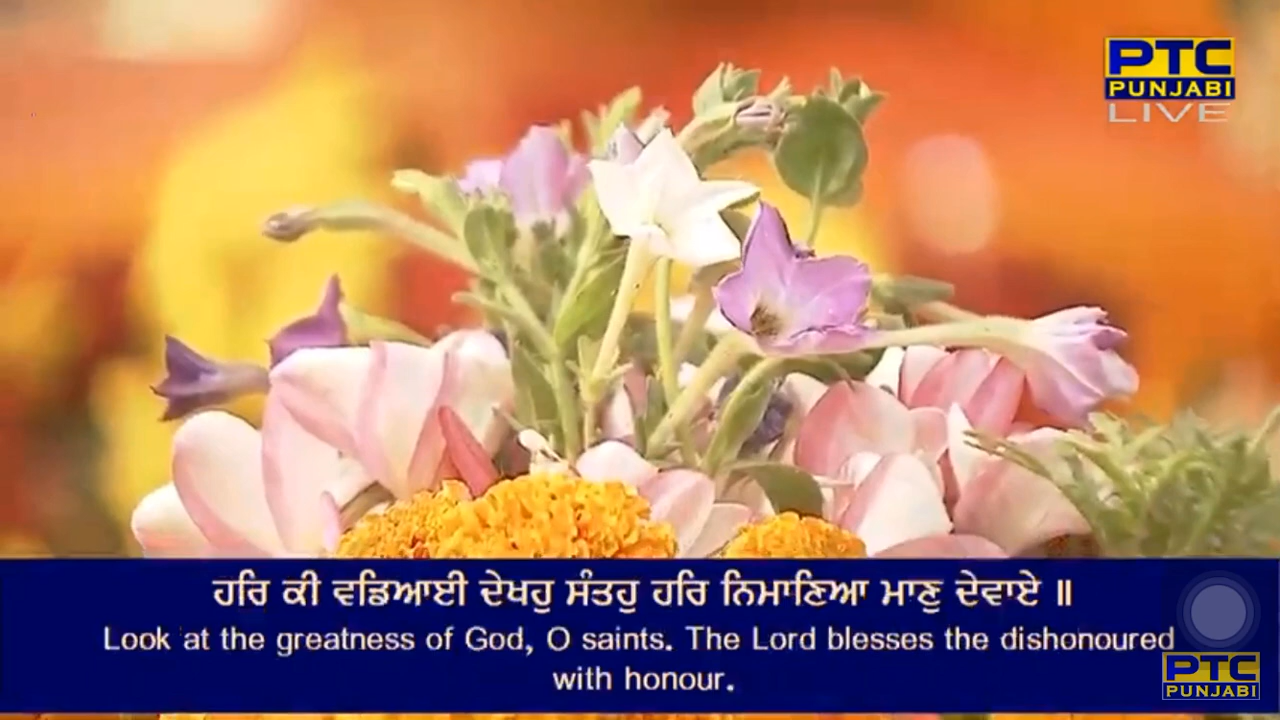 PTC
PUNJABI
LIVE
ਹਰਿ ਕੀ ਵਡਿਆਈ ਦੇਖਹੁ ਸੰਤਹੁ ਹਰਿ ਨਿਮਾਣਿਆ ਮਾਣੁ ਦੇਵਾਏ ॥
Look at the greatness of God, O saints. The Lord blesses the dishonoured
with honour.
PTC
PUNJABI